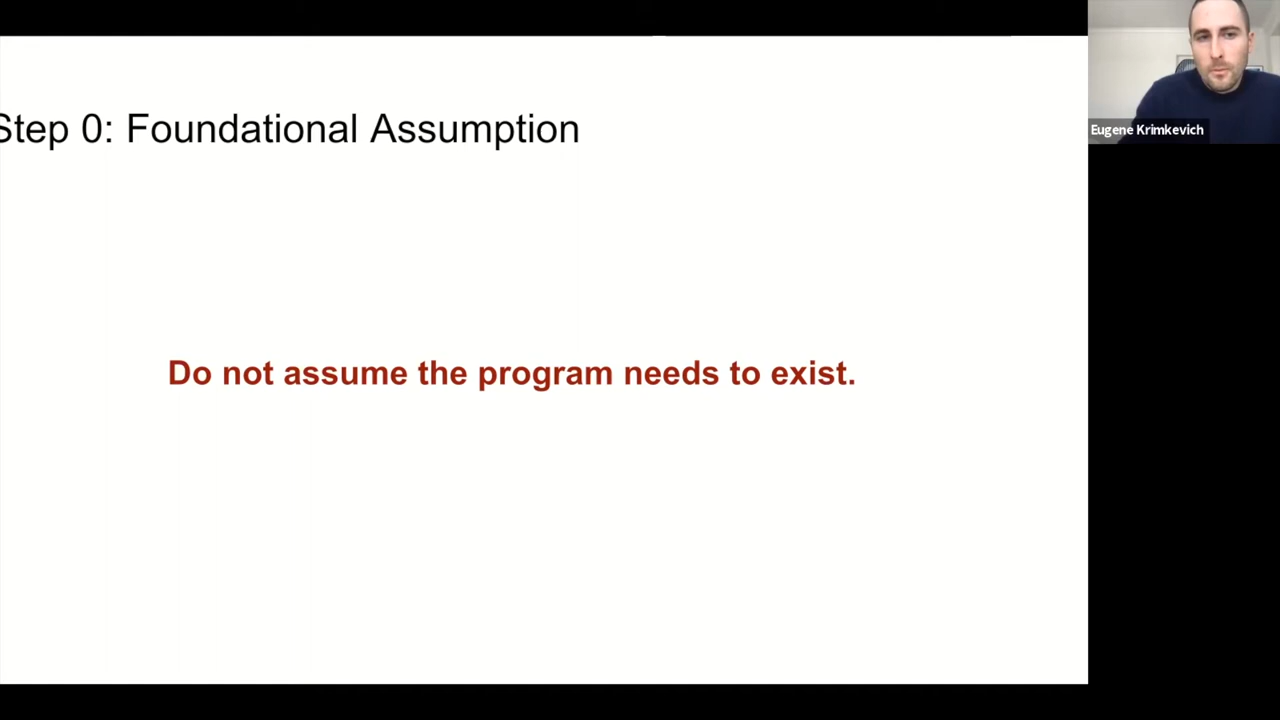 Step 0: Foundational Assumption
Do not assume the program needs to exist.
Eugene Krimkevich